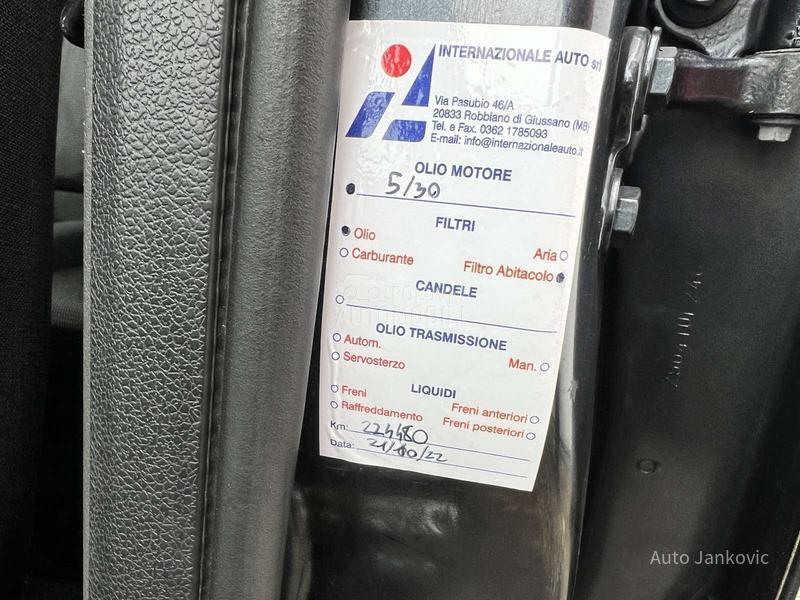 INTERNAZIONALE AUTO srl
Via Pasubio 46/A
20833 Robbiano di Giussano (MB)
Tel. e Fax. 0362 1785093
E-mail: info@internazionaleauto.it
OLIO MOTORE
5/30
FILTRI
Olio
Aria
Carburante
Filtro Abitacolo
CANDELE
OLIO TRASMISSIONE
Autom.
Man.
Servosterzo
LIQUIDI
Freni
Freni anteriori
Raffreddamento
Freni posteriori
Km: 224480
Data: 21/10/22
Auto Jankovic